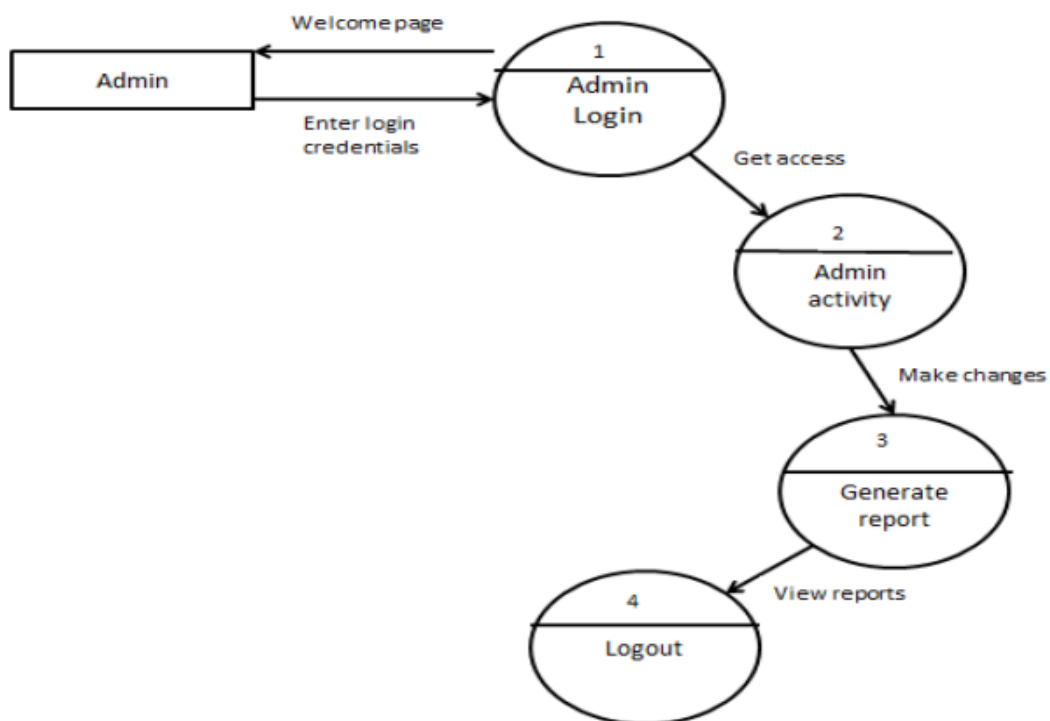 Welcome page
Admin
Enter login
credentials
1
Admin
Login
Get access
2
Admin
activity
Make changes
3
Generate
report
View reports
4
Logout